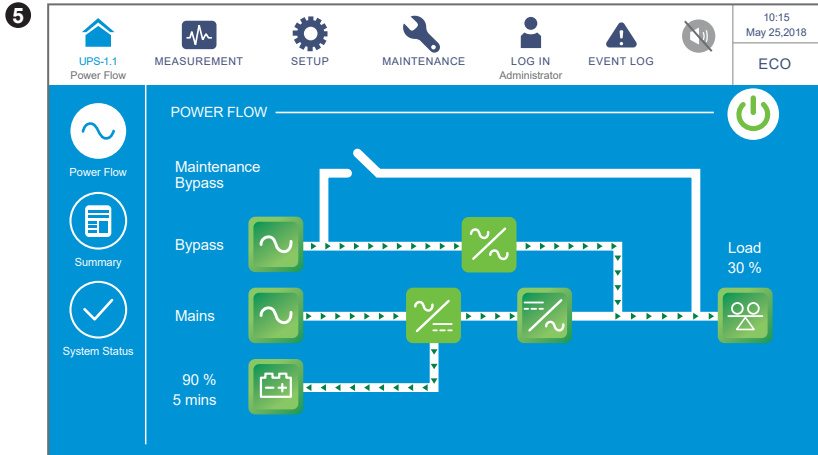 5
UPS-1.1
Power Flow
MEASUREMENT
SETUP
MAINTENANCE
LOG IN
Administrator
EVENT LOG
10:15
May 25,2018
ECO
Power Flow
Summary
System Status
POWER FLOW
Maintenance
Bypass
Bypass
Mains
90 %
5 mins
Load
30 %